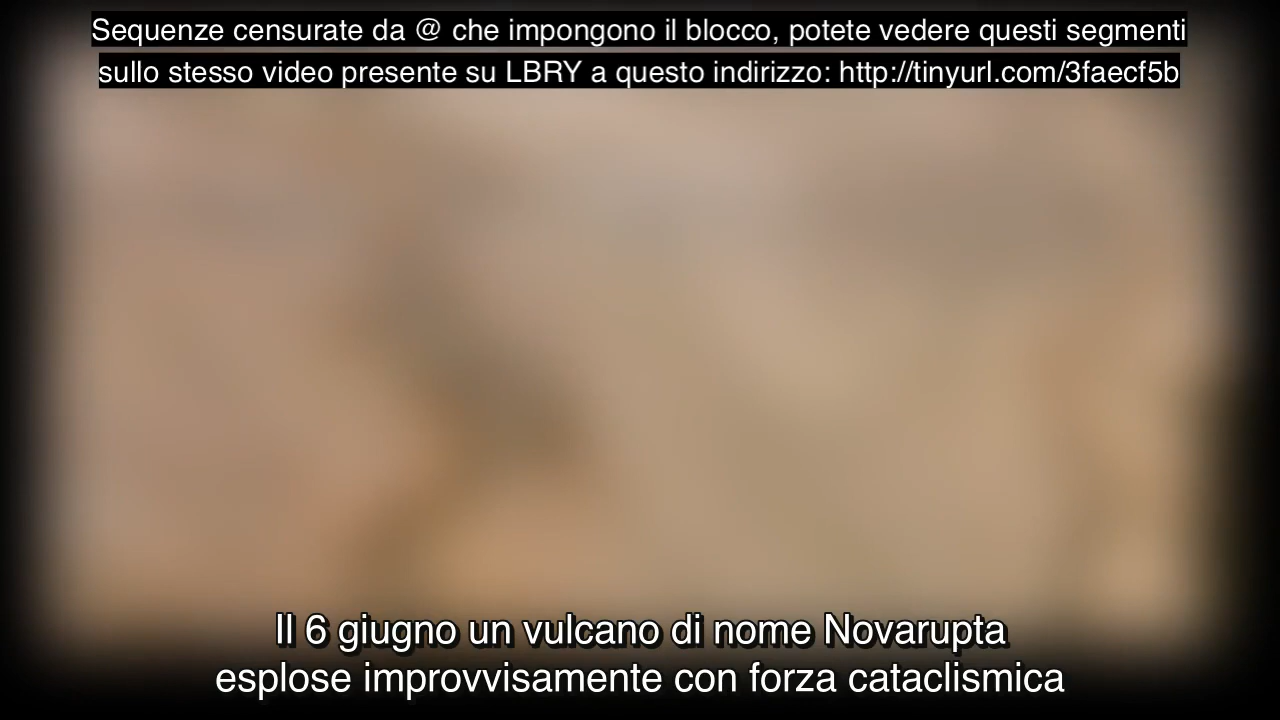 Sequenze censurate da @ che impongono il blocco, potete vedere questi segmenti
sullo stesso video presente su LBRY a questo indirizzo: http://tinyurl.com/3faecf5b
Il 6 giugno un vulcano di nome Novarupta
esplose improvvisamente con forza cataclismica